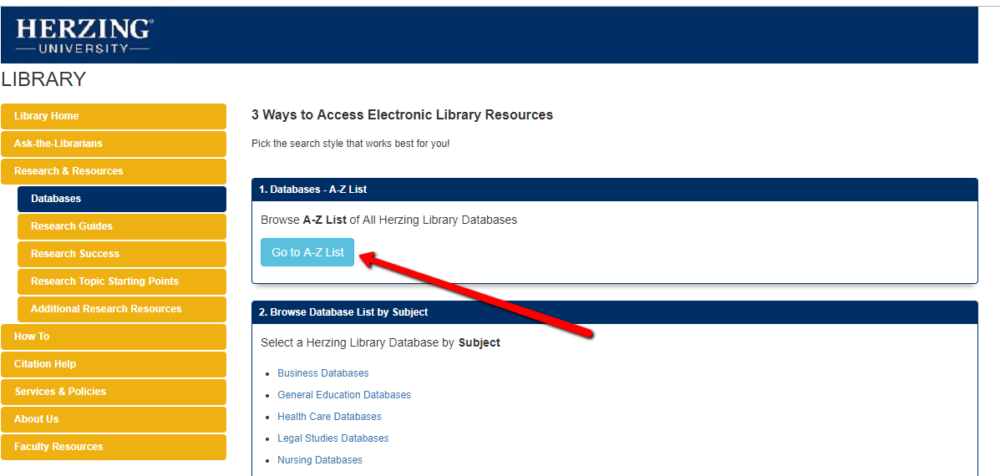 HERZING®
UNIVERSITY
LIBRARY
Library Home
Ask-the-Librarians
Research & Resources
Databases
Research Guides
Research Success
Research Topic Starting Points
Additional Research Resources
How To
Citation Help
Services & Policies
About Us
Faculty Resources
3 Ways to Access Electronic Library Resources
Pick the search style that works best for you!
1. Databases - A-Z List
Browse A-Z List of All Herzing Library Databases
Go to A-Z List
2. Browse Database List by Subject
Select a Herzing Library Database by Subject
Business Databases
General Education Databases
Health Care Databases
Legal Studies Databases
Nursing Databases